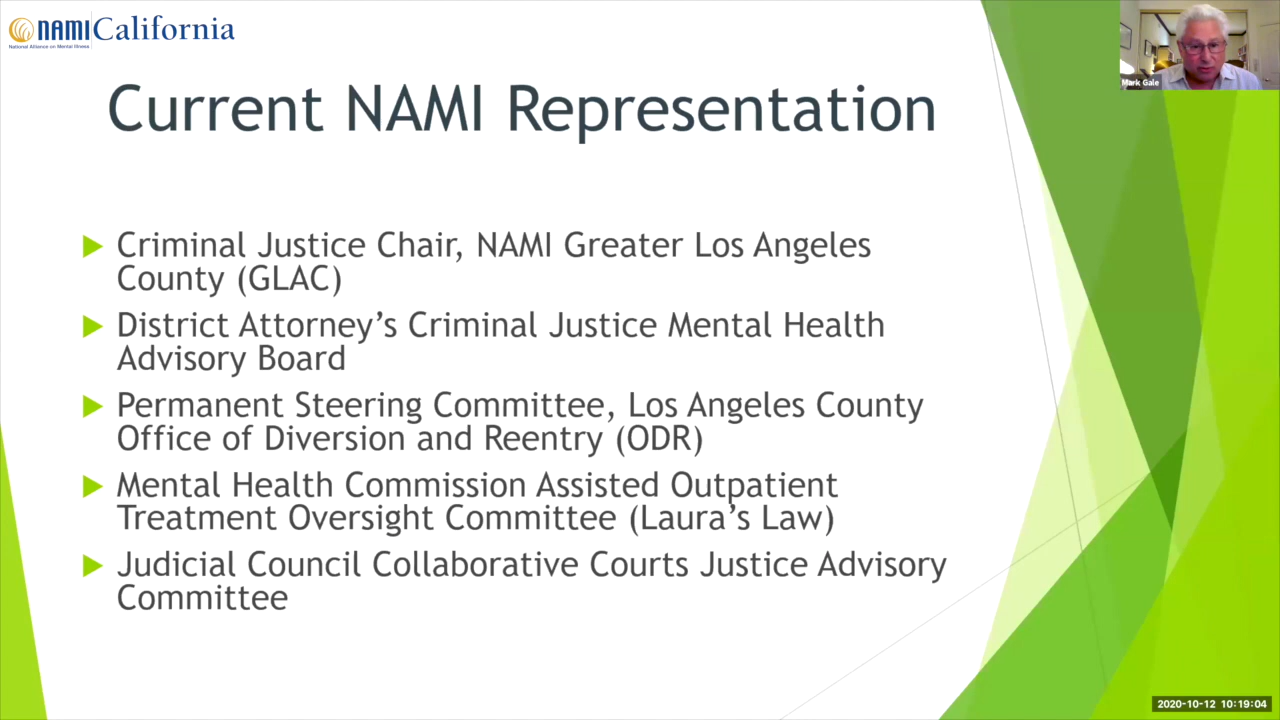 NAMI California
National Alliance on Mental Illness
Mark Gale
Current NAMI Representation
Criminal Justice Chair, NAMI Greater Los Angeles
County (GLAC)
District Attorney’s Criminal Justice Mental Health
Advisory Board
Permanent Steering Committee, Los Angeles County
Office of Diversion and Reentry (ODR)
Mental Health Commission Assisted Outpatient
Treatment Oversight Committee (Laura’s Law)
Judicial Council Collaborative Courts Justice Advisory
Committee
2020-10-12 10:19:04